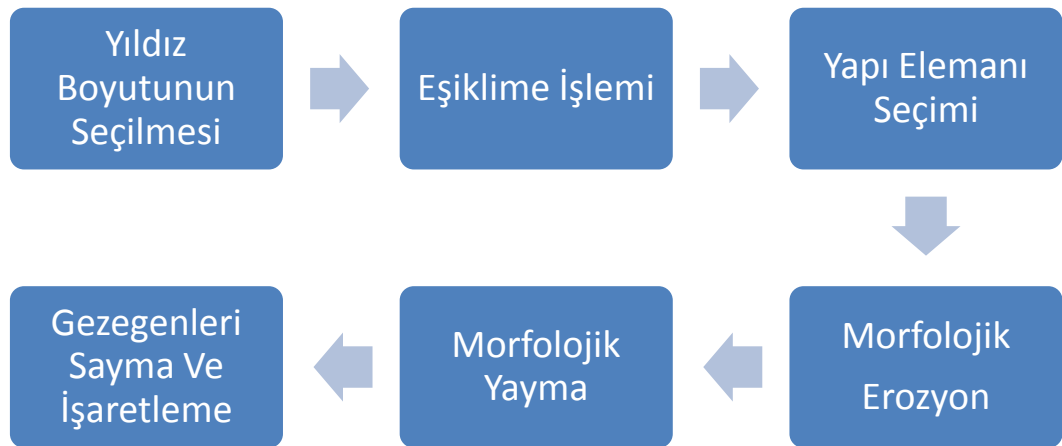 Yıldız
Boyutunun
Seçilmesi
Eşiklime İşlemi
Yapı Elemanı
Seçimi
Morfolojik
Erozyon
Morfolojik
Yayma
Gezegenleri
Sayma Ve
İşaretleme